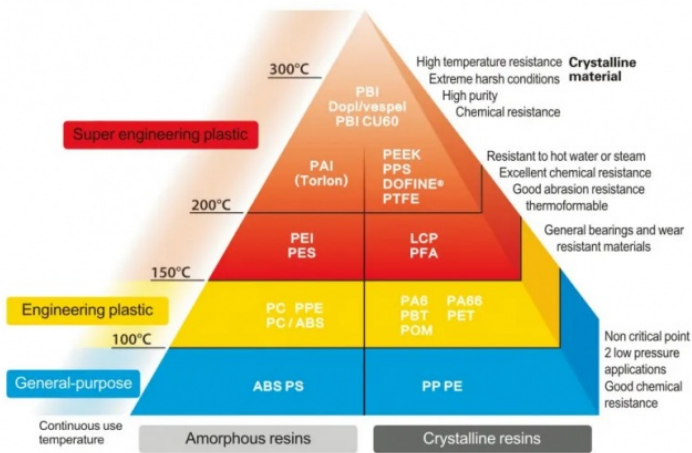 300°C
PBI
Dopl/vespel
PBI CU60
High temperature resistance
Extreme harsh conditions
High purity
Chemical resistance
Crystalline
material
Super engineering plastic
PAI
(Torlon)
PEEK
PPS
DOFINE®
PTFE
Resistant to hot water or steam
Excellent chemical resistance
Good abrasion resistance
thermoformable
200°C
PEI
PES
LCP
PFA
General bearings and wear
resistant materials
150°C
Engineering plastic
PC PPE
PC/ABS
PA6 PA66
PBT PET
POM
100°C
General-purpose
ABS PS
PP PE
Non critical point
2 low pressure
applications
Good chemical
resistance
Continuous use
temperature
Amorphous resins
Crystalline resins